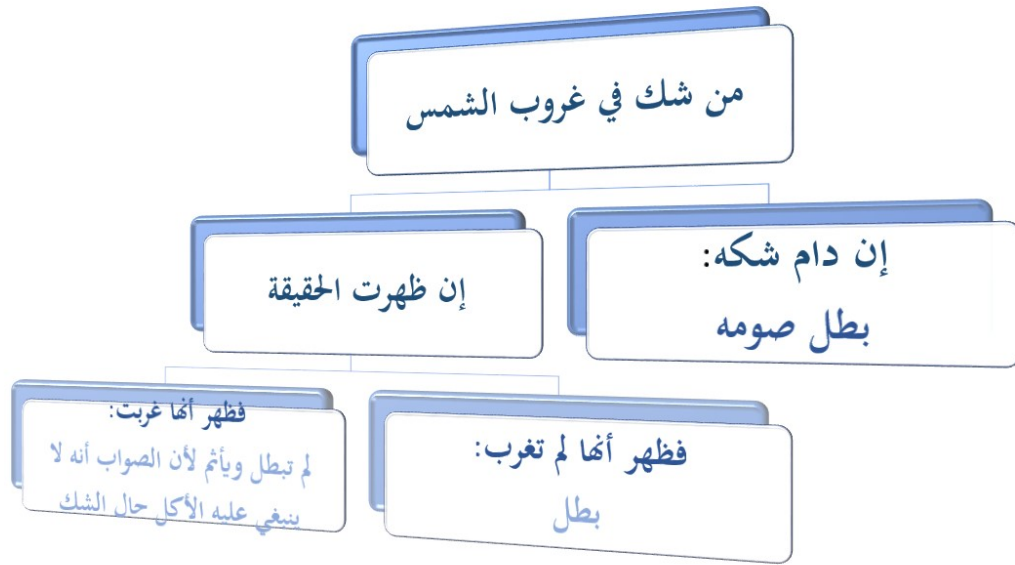 من شك في غروب الشمس
إن دام شكه:
بطل صومه
إن ظهرت الحقيقة
فظهر أنها لم تغرب:
بطل
فظهر أنها غربت:
لم تبطل ويأثم لأن الصواب أنه لا
ينبغي عليه الأكل حال الشك